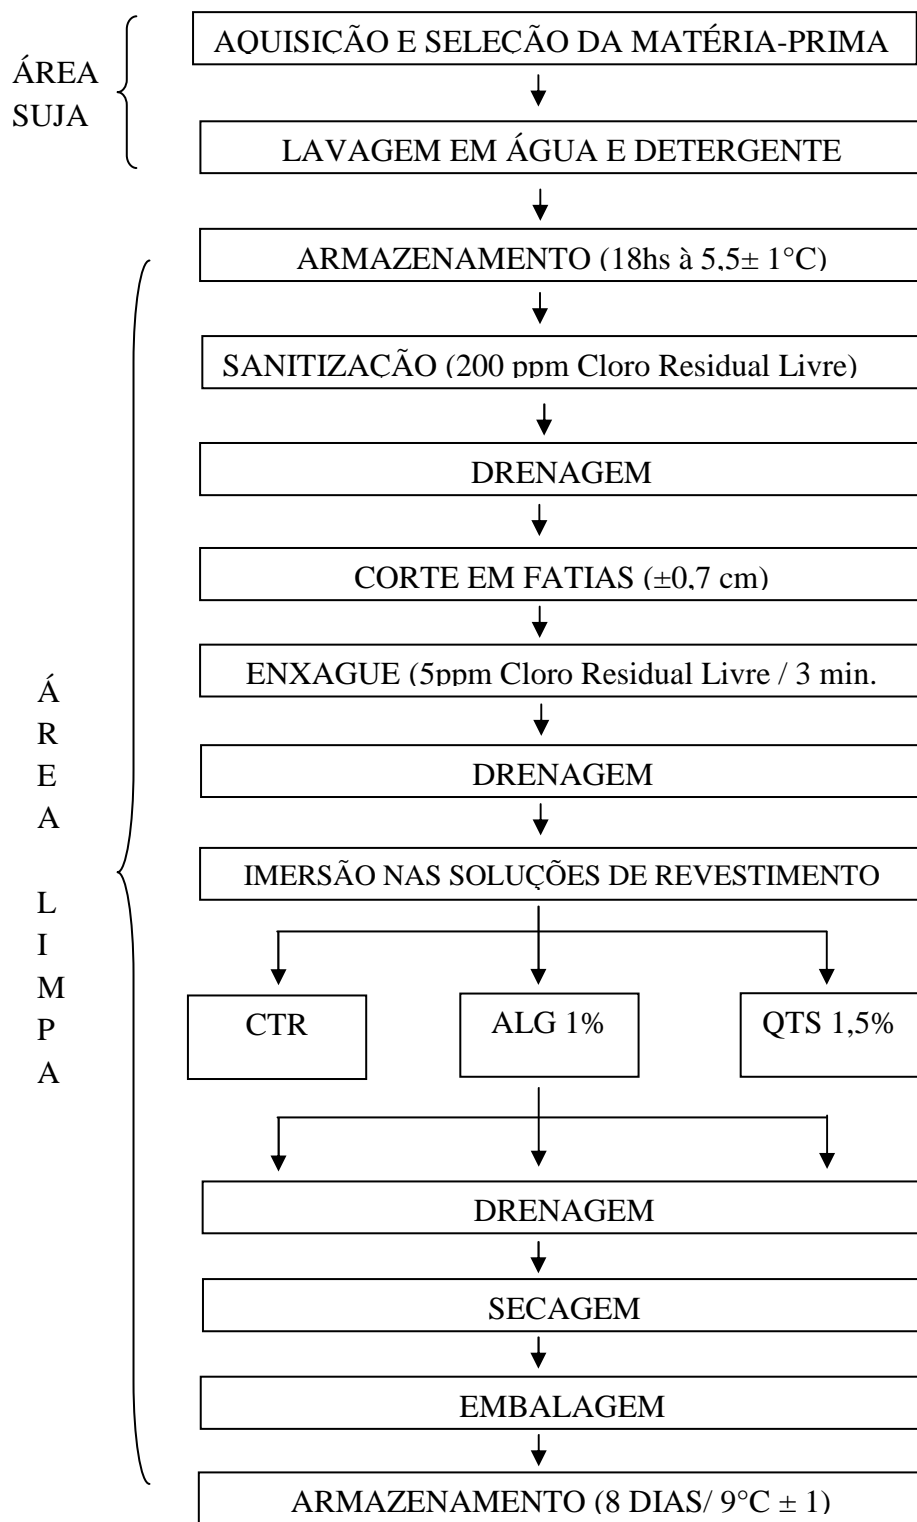 ÁREA
SUJA
AQUISIÇÃO E SELEÇÃO DA MATÉRIA-PRIMA
LAVAGEM EM ÁGUA E DETERGENTE
ÁREA LIMPA
ARMAZENAMENTO (18hs à 5,5± 1°C)
SANITIZAÇÃO (200 ppm Cloro Residual Livre)
DRENAGEM
CORTE EM FATIAS (±0,7 cm)
ENXAGUE (5ppm Cloro Residual Livre / 3 min.
DRENAGEM
IMERSÃO NAS SOLUÇÕES DE REVESTIMENTO
CTR
ALG 1%
QTS 1,5%
DRENAGEM
SECAGEM
EMBALAGEM
ARMAZENAMENTO (8 DIAS/ 9°C ± 1)